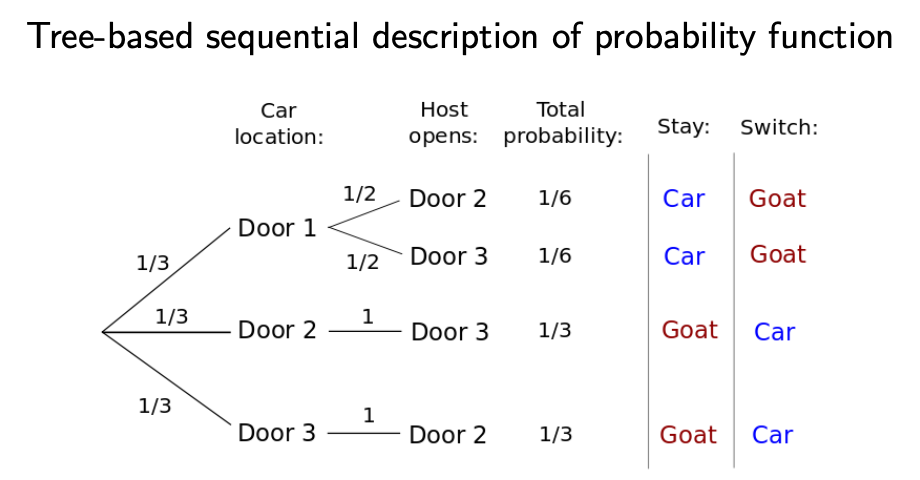 Tree-based sequential description of probability function
Car location:
Host opens:
Total probability:
Stay:
Switch:
1/3
Door 1
1/2
Door 2
1/6
Car
Goat
1/2
Door 3
1/6
Car
Goat
1/3
Door 2
1
Door 3
1/3
Goat
Car
1/3
Door 3
1
Door 2
1/3
Goat
Car